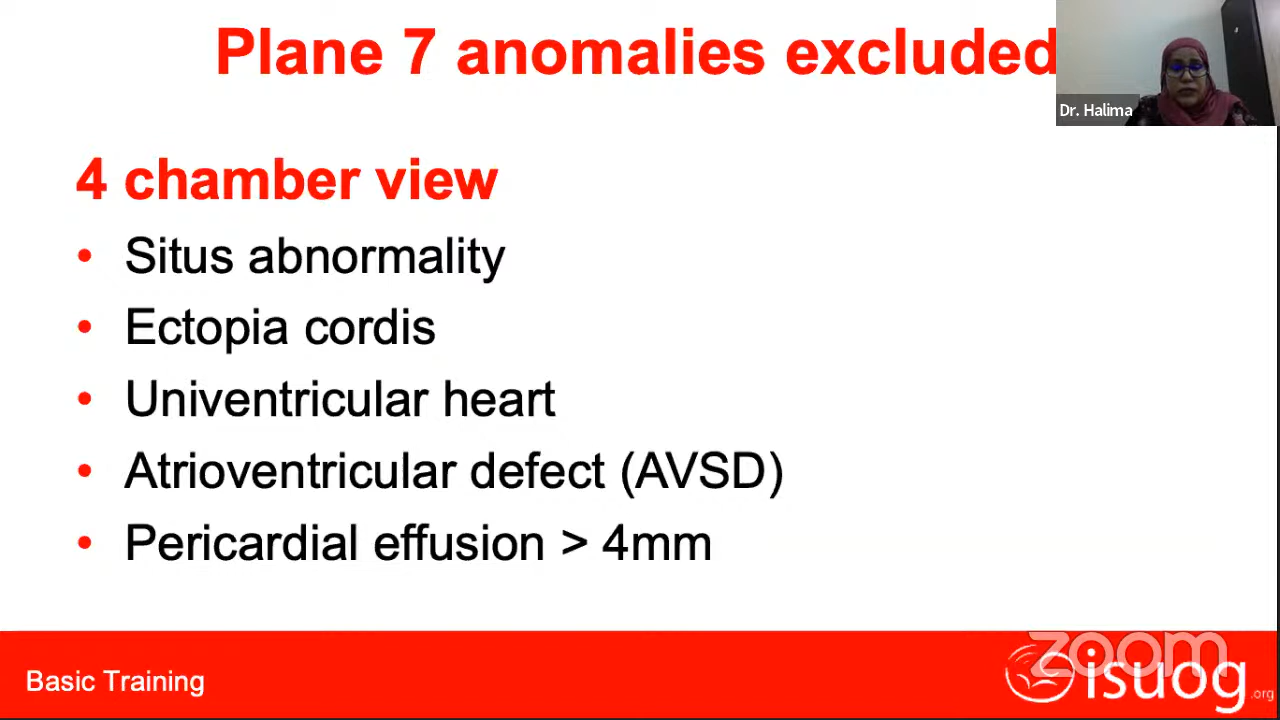 Plane 7 anomalies excluded
Dr. Halima
4 chamber view
• Situs abnormality
• Ectopia cordis
• Univentricular heart
• Atrioventricular defect (AVSD)
• Pericardial effusion > 4mm
Basic Training
zoom
isuog.org